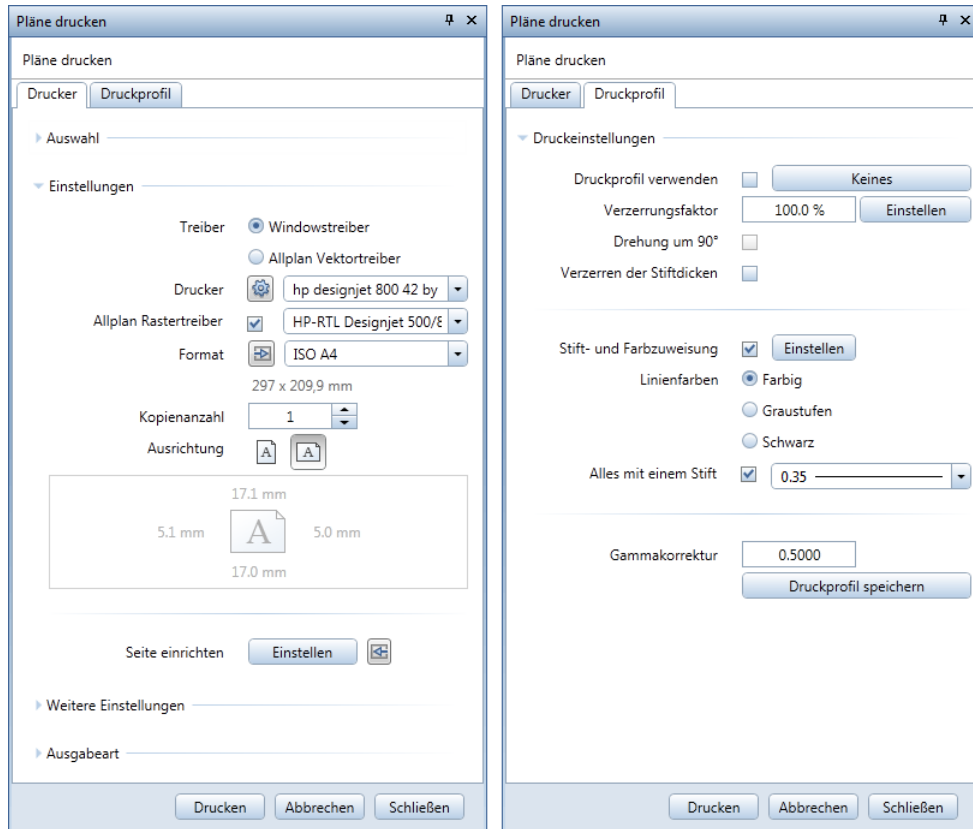 Pläne drucken
Pläne drucken
Drucker Druckprofil
Auswahl
Einstellungen
Treiber Windowstreiber
Allplan Vektortreiber
Drucker hp designjet 800 42 by
Allplan Rastertreiber HP-RTL Designjet 500/8
Format ISO A4
297 x 209,9 mm
Kopienanzahl 1
Ausrichtung A A
17.1 mm
5.1 mm A 5.0 mm
17.0 mm
Seite einrichten Einstellen
Weitere Einstellungen
Ausgabeart
Drucken Abbrechen Schließen
Pläne drucken
Pläne drucken
Drucker Druckprofil
Druckeinstellungen
Druckprofil verwenden Keines
Verzerrungsfaktor 100.0 % Einstellen
Drehung um 90°
Verzerren der Stiftdicken
Stift- und Farbzuweisung Einstellen
Linienfarben Farbig
Graustufen
Schwarz
Alles mit einem Stift 0.35
Gammakorrektur 0.5000
Druckprofil speichern
Drucken Abbrechen Schließen